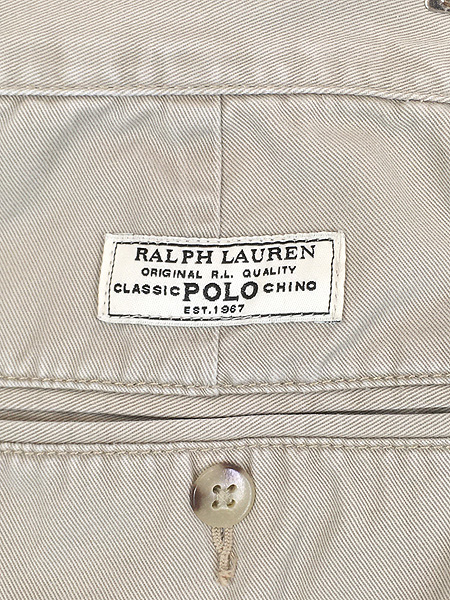 RALPH LAUREN
ORIGINAL R.L. QUALITY
CLASSIC POLO CHINO
EST. 1967